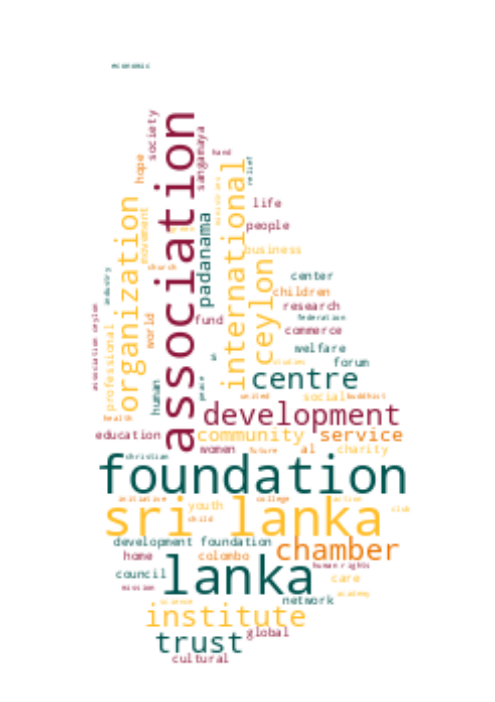 economic
society
association
sangamaya
hand
hope
relief
international
organization
movement
life
padanama
people
business
ceylon
center
industry
church
children
research
association ceylon
fund
federation
world
commerce
professional
welfare
forum
human
peace
studies
centre
united
social
buddhist
development
health
education
community
service
women
future
al
charity
christian
foundation
initiative
college
action
sri lanka
youth
club
child
development foundation
chamber
home
colombo
human rights
lanka
council
care
mission
academy
science
network
institute
trust
global
cultural